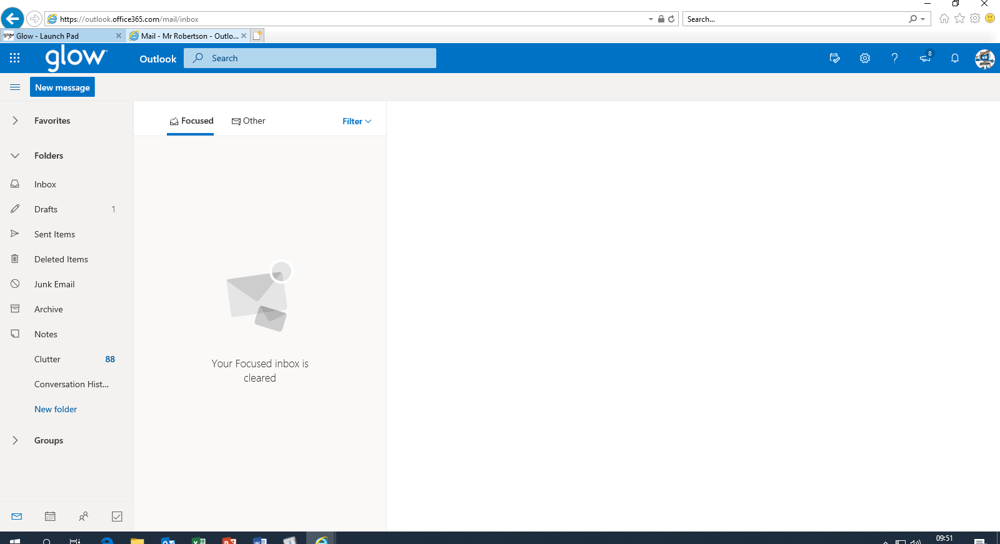 https://outlook.office365.com/mail/inbox
Search...
glow Glow - Launch Pad
Mail - Mr Robertson - Outlo...
glow
Outlook
Search
8
New message
Favorites
Focused
Other
Filter
Folders
Inbox
Drafts 1
Sent Items
Deleted Items
Junk Email
Archive
Notes
Clutter 88
Conversation Hist...
New folder
Groups
Your Focused inbox is
cleared
09:51